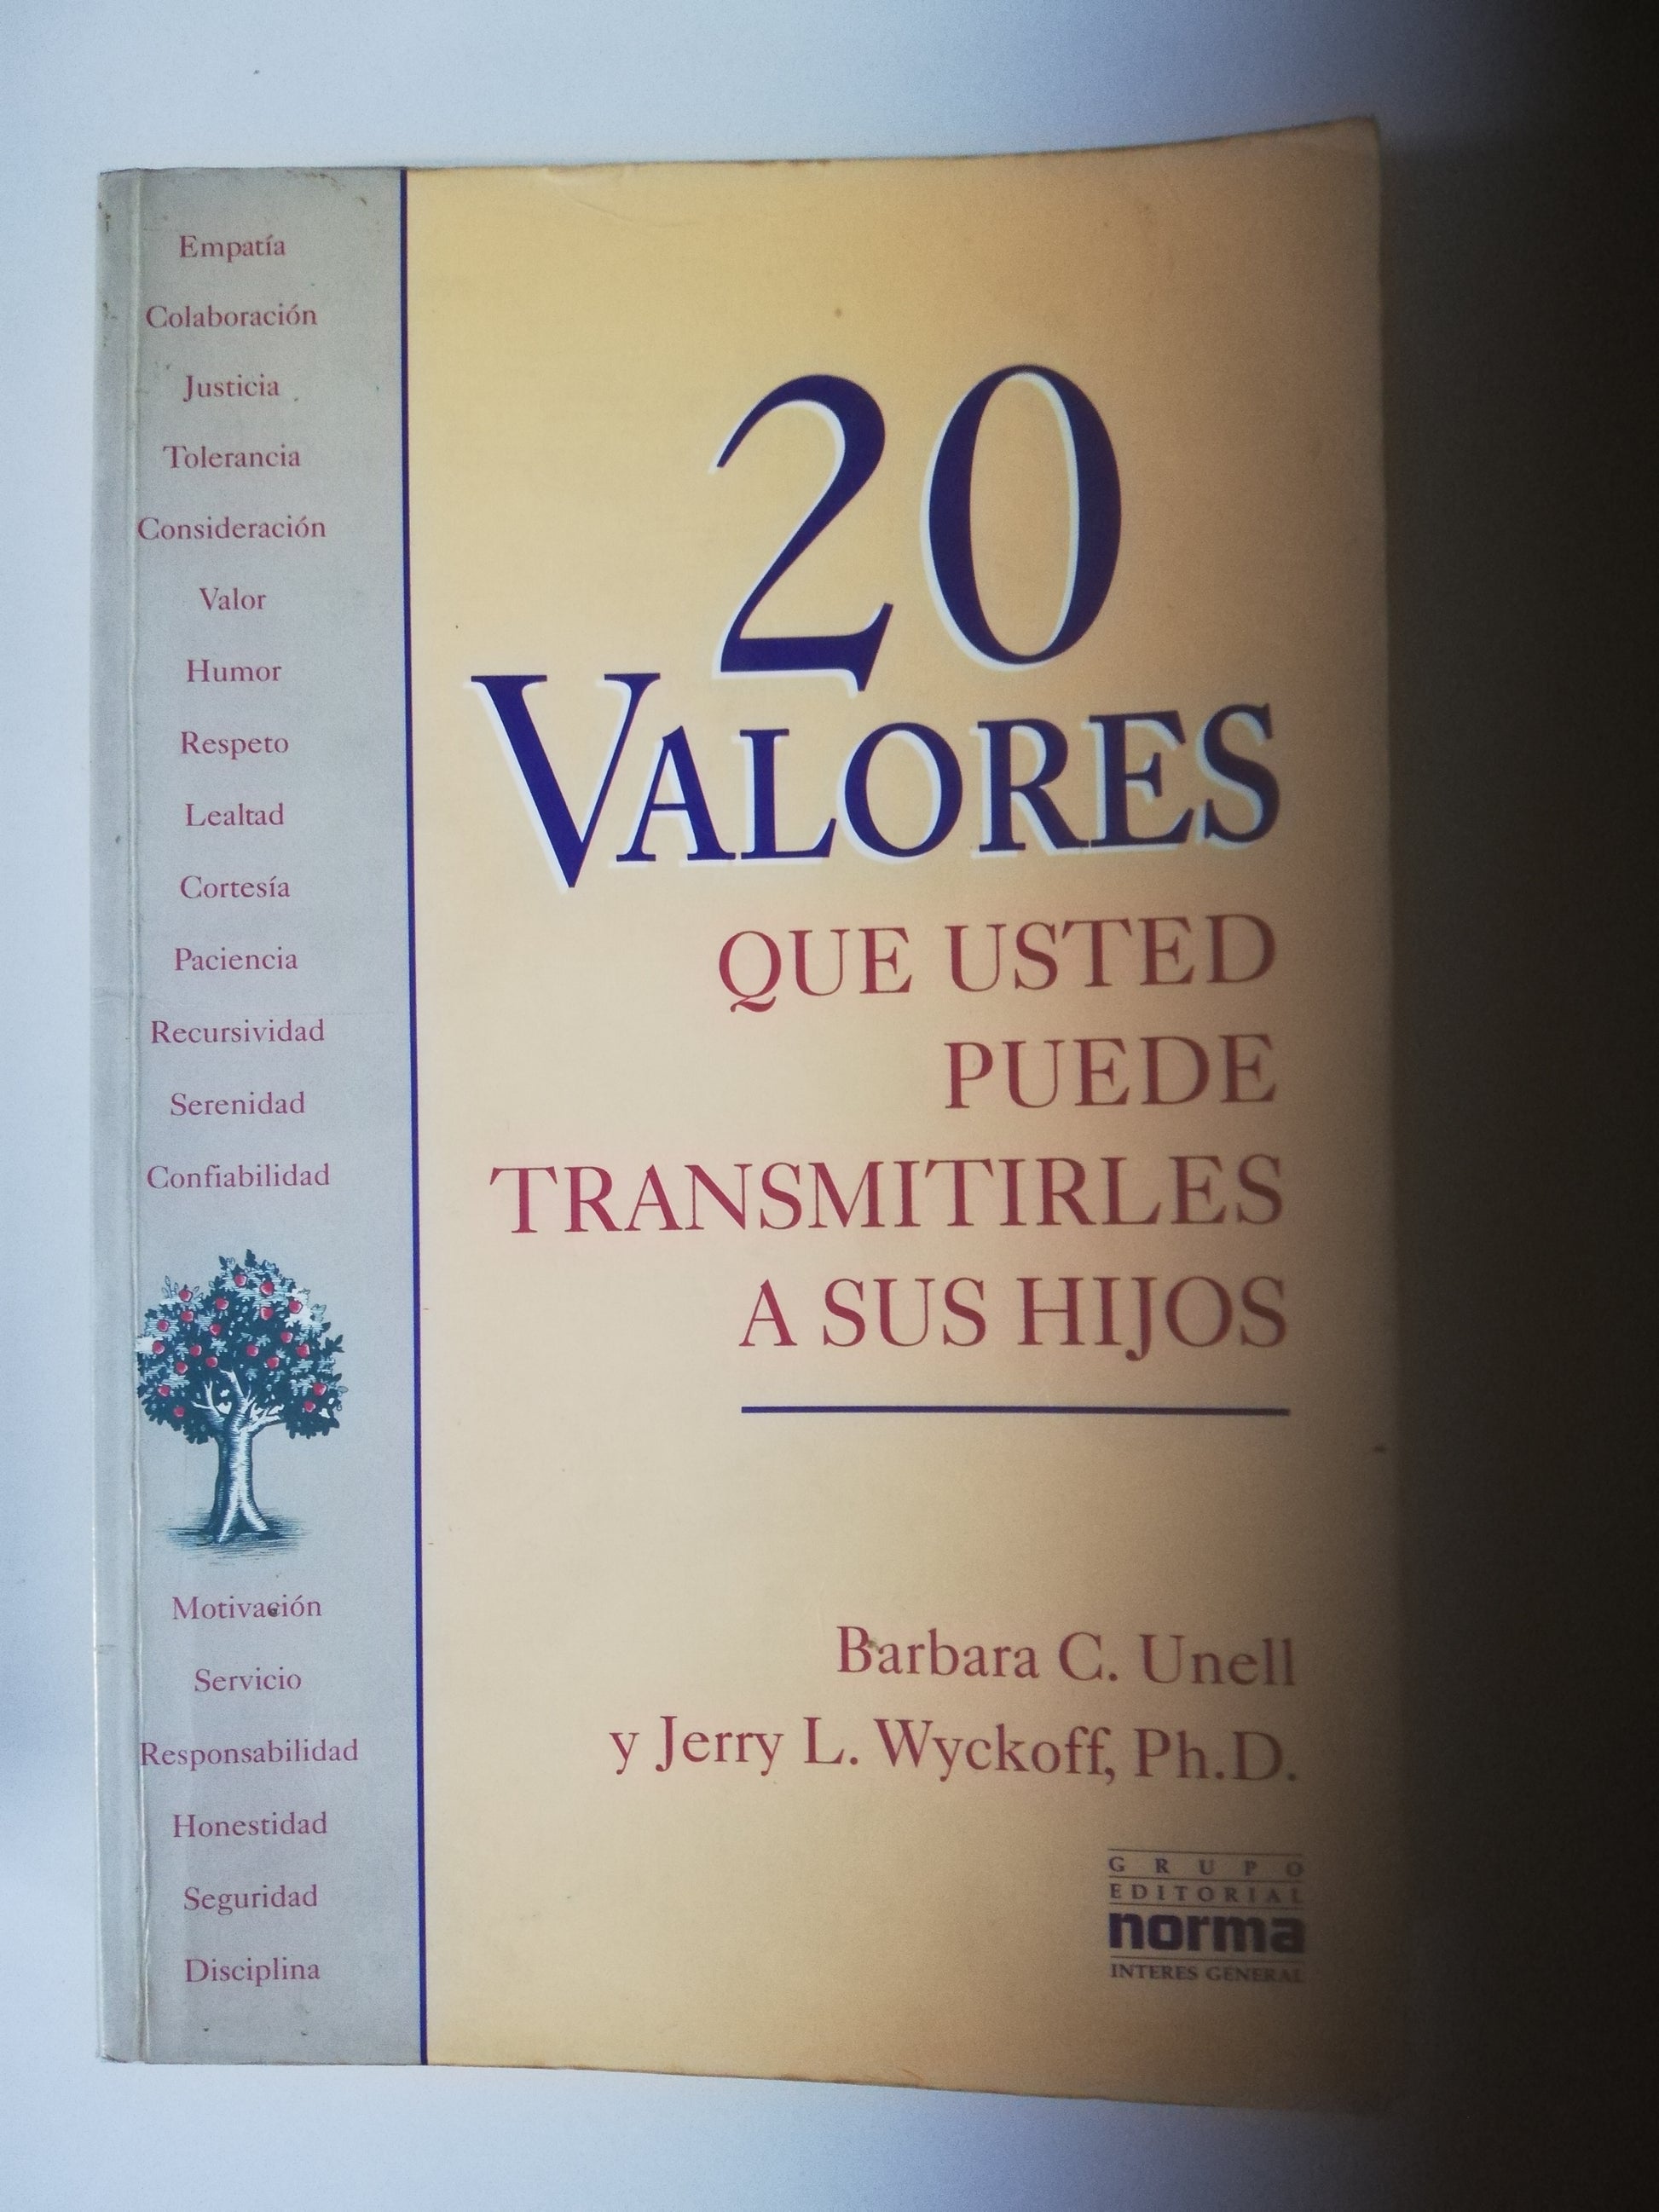 Empatía
Colaboración
Justicia
Tolerancia
Consideración
Valor
Humor
Respeto
Lealtad
Cortesía
Paciencia
Recursividad
Serenidad
Confiabilidad
Motivación
Servicio
Responsabilidad
Honestidad
Seguridad
Disciplina
20
VALORES
QUE USTED
PUEDE
TRANSMITIRLES
A SUS HIJOS
Barbara C. Unell
y Jerry L. Wyckoff, Ph.D.
GRUPO
EDITORIAL
norma
INTERES GENERAL